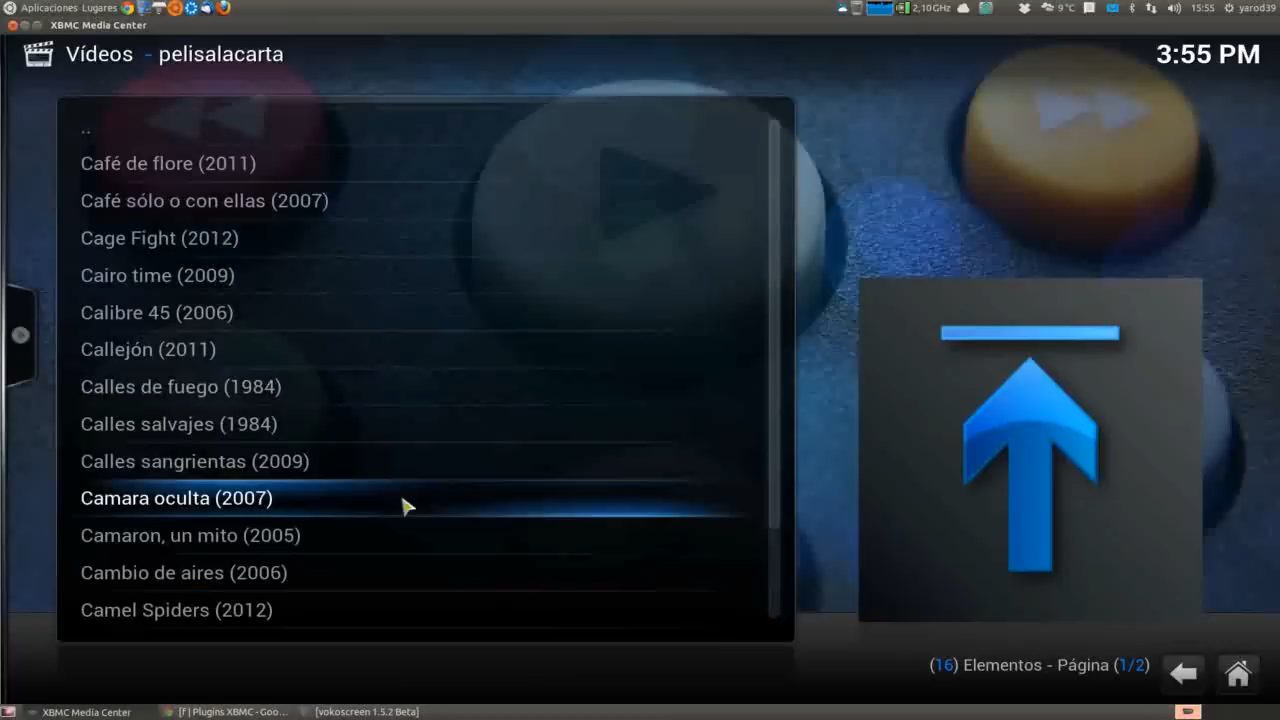 Aplicaciones Lugares
2,10GHz
9°C
15:55
yarod39
XBMC Media Center
Vídeos - pelisalacarta
3:55 PM
..
Café de flore (2011)
Café sólo o con ellas (2007)
Cage Fight (2012)
Cairo time (2009)
Calibre 45 (2006)
Callejón (2011)
Calles de fuego (1984)
Calles salvajes (1984)
Calles sangrientas (2009)
Camara oculta (2007)
Camaron, un mito (2005)
Cambio de aires (2006)
Camel Spiders (2012)
(16) Elementos - Página (1/2)
XBMC Media Center
[f | Plugins XBMC - Goo...
[vokoscreen 1.5.2 Beta]